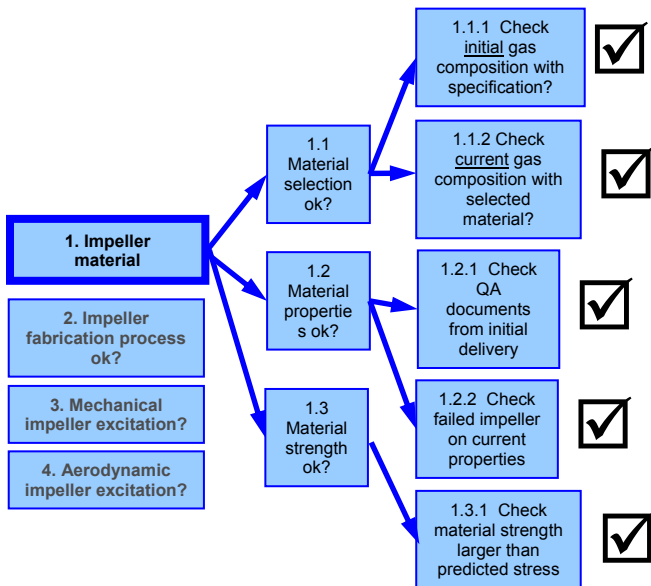 1. Impeller
material
2. Impeller
fabrication process
ok?
3. Mechanical
impeller excitation?
4. Aerodynamic
impeller excitation?
1.1
Material
selection
ok?
1.2
Material
propertie
s ok?
1.3
Material
strength
ok?
1.1.1 Check
initial gas
composition with
specification?
1.1.2 Check
current gas
composition with
selected
material?
1.2.1 Check
QA
documents
from initial
delivery
1.2.2 Check
failed impeller
on current
properties
1.3.1 Check
material strength
larger than
predicted stress